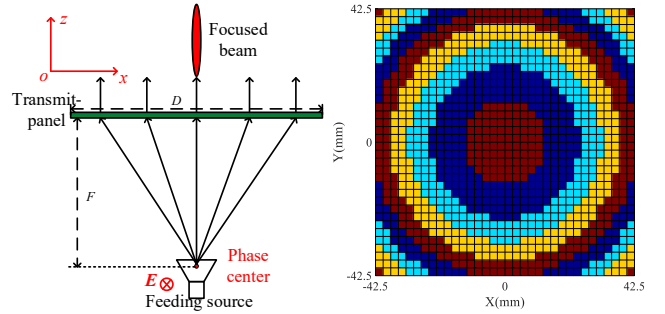 z
o
x
Focused
beam
Transmit-
panel
D
F
Phase
center
E
Feeding source
42.5
0
-42.5
Y(mm)
-42.5
0
42.5
X(mm)